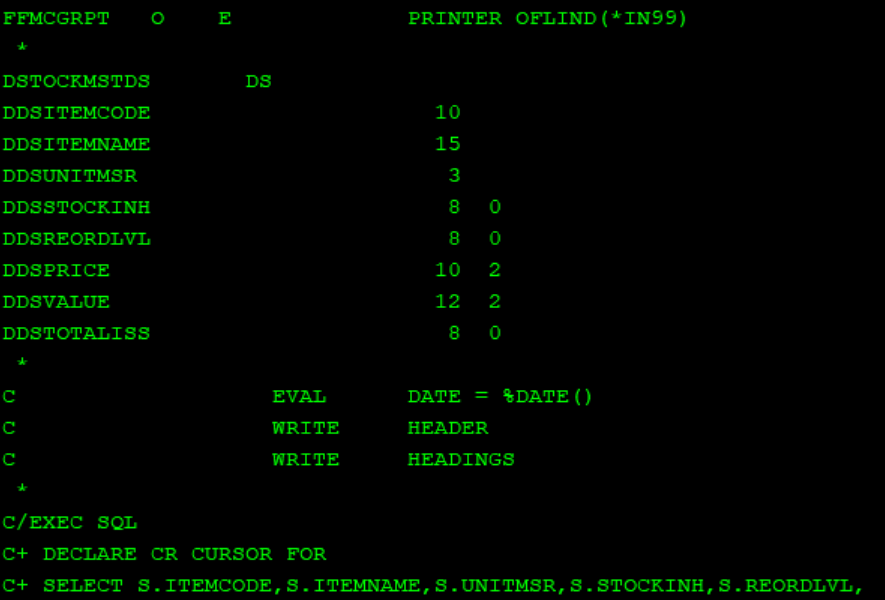 FFMCGRPT   O    E             PRINTER OFLIND(*IN99)
 *
DSTOCKMSTDS       DS
DDSITEMCODE                     10
DDSITEMNAME                     15
DDSUNITMSR                       3
DDSSTOCKINH                      8  0
DDSREORDLVL                      8  0
DDSPRICE                        10  2
DDSVALUE                        12  2
DDSTOTALISS                      8  0
 *
C                   EVAL      DATE = %DATE()
C                   WRITE     HEADER
C                   WRITE     HEADINGS
 *
C/EXEC SQL
C+ DECLARE CR CURSOR FOR
C+ SELECT S.ITEMCODE,S.ITEMNAME,S.UNITMSR,S.STOCKINH,S.REORDLVL,